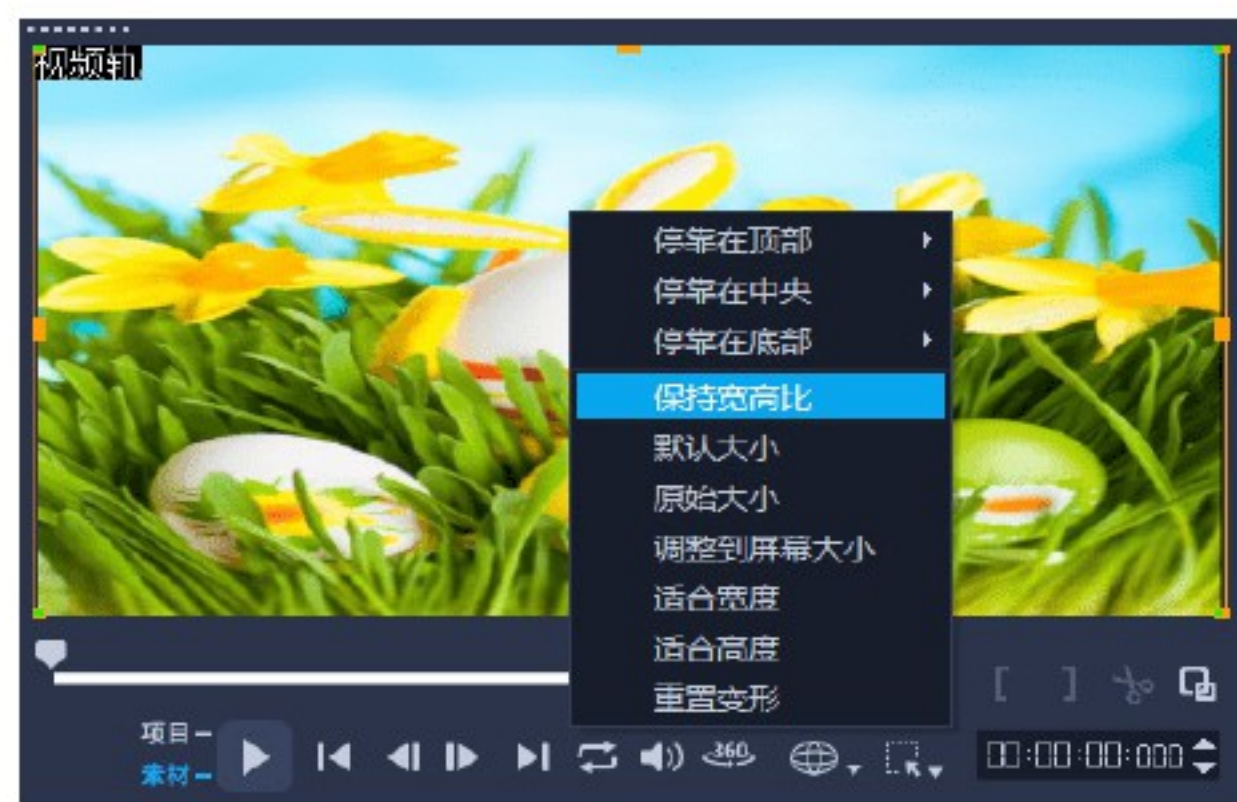 视频轨
停靠在顶部
停靠在中央
停靠在底部
保持宽高比
默认大小
原始大小
调整到屏幕大小
适合宽度
适合高度
重置变形
[ ]
项目-
素材-
360
00:00:00:000